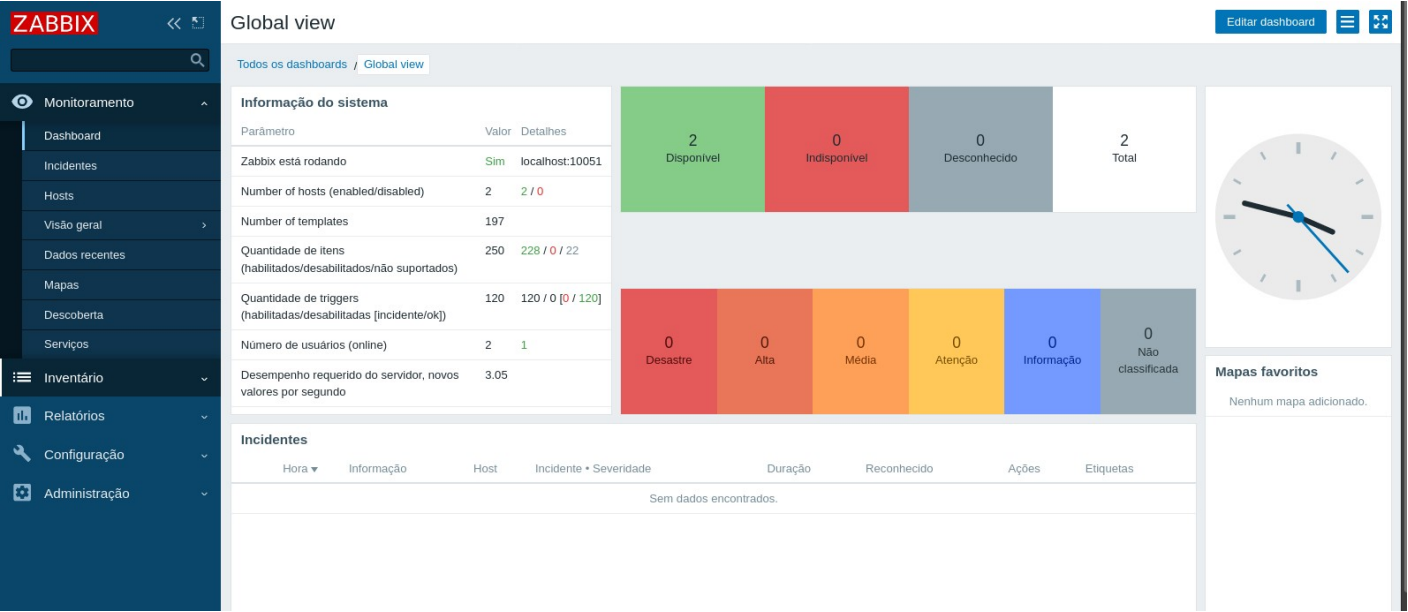 ZABBIX
Monitoramento
Dashboard
Incidentes
Hosts
Visão geral
Dados recentes
Mapas
Descoberta
Serviços
Inventário
Relatórios
Configuração
Administração
Global view
Editar dashboard
Todos os dashboards / Global view
Informação do sistema
Parâmetro Valor Detalhes
Zabbix está rodando Sim localhost:10051
Number of hosts (enabled/disabled) 2 2 / 0
Number of templates 197
Quantidade de itens 250 228 / 0 / 22
(habilitados/desabilitados/não suportados)
Quantidade de triggers 120 120 / 0 [0 / 120]
(habilitadas/desabilitadas [incidente/ok])
Número de usuários (online) 2 1
Desempenho requerido do servidor, novos 3.05
valores por segundo
2 0 0 2
Disponível Indisponível Desconhecido Total
0 0 0 0 0 0
Desastre Alta Média Atenção Informação Não
classificada
Mapas favoritos
Nenhum mapa adicionado.
Incidentes
Hora Informação Host Incidente • Severidade Duração Reconhecido Ações Etiquetas
Sem dados encontrados.